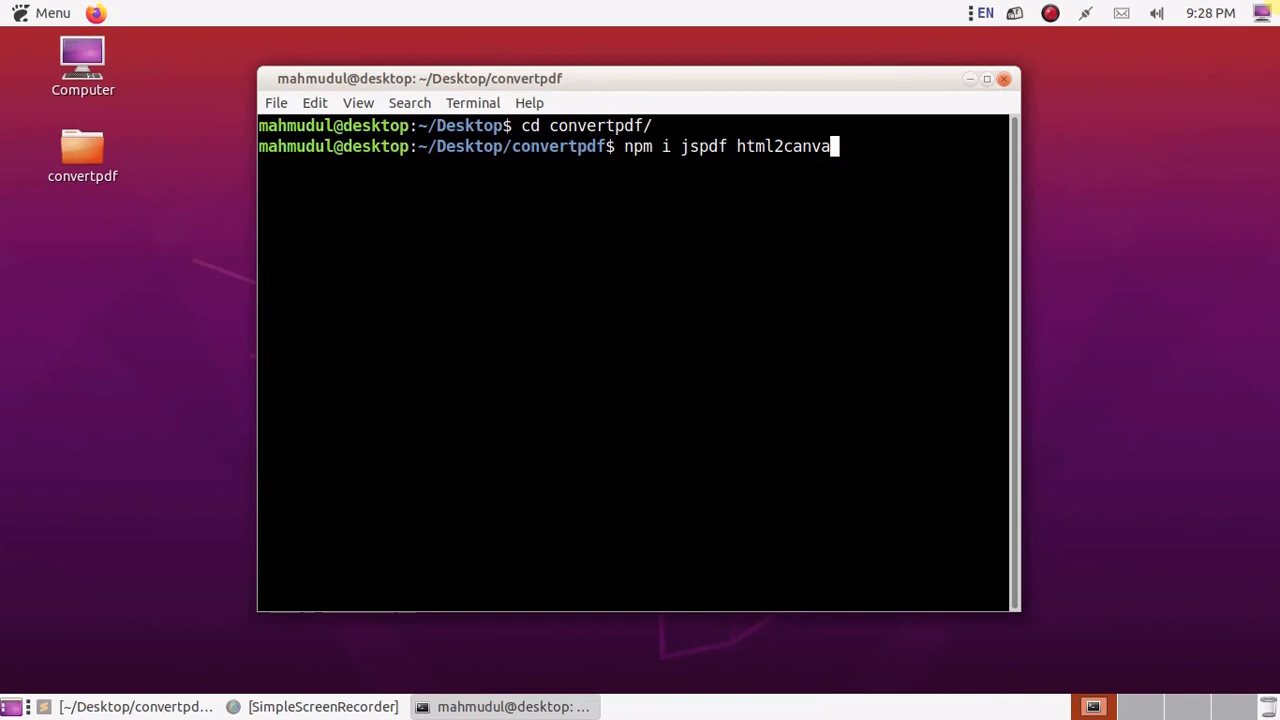 Menu
EN
9:28 PM
Computer
convertpdf
mahmudul@desktop: ~/Desktop/convertpdf
File Edit View Search Terminal Help
mahmudul@desktop:~/Desktop$ cd convertpdf/
mahmudul@desktop:~/Desktop/convertpdf$ npm i jspdf html2canva
[~/Desktop/convertpd...
[SimpleScreenRecorder]
mahmudul@desktop: ...